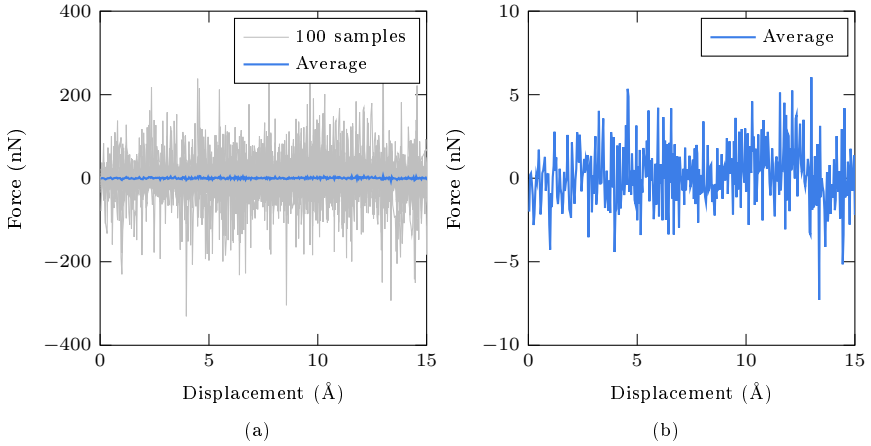 400
200
0
−200
−400
0
5
10
15
Force (nN)
Displacement (Å)
100 samples
Average
(a)
10
5
0
−5
−10
0
5
10
15
Force (nN)
Displacement (Å)
Average
(b)